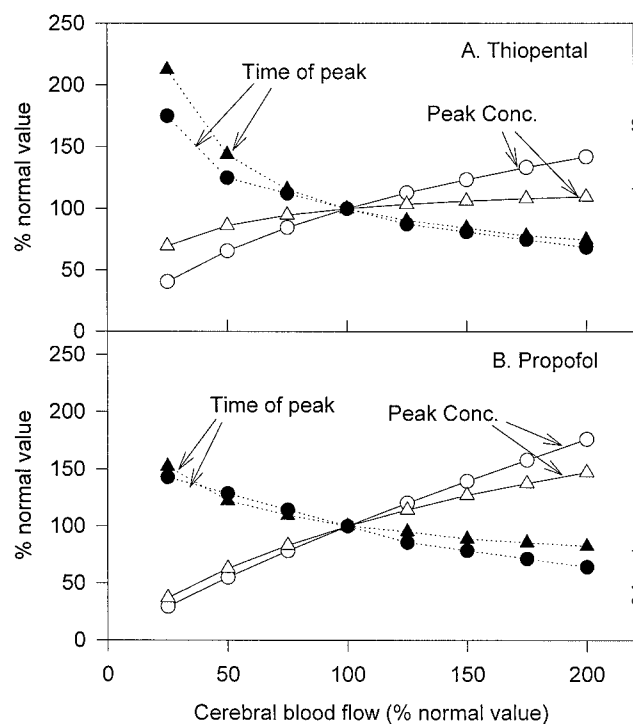 250
A. Thiopental
200
Time of peak
Peak Conc.
150
% normal value
100
50
0
250
B. Propofol
200
Time of peak
Peak Conc.
150
% normal value
100
50
0
0 50 100 150 200
Cerebral blood flow (% normal value)